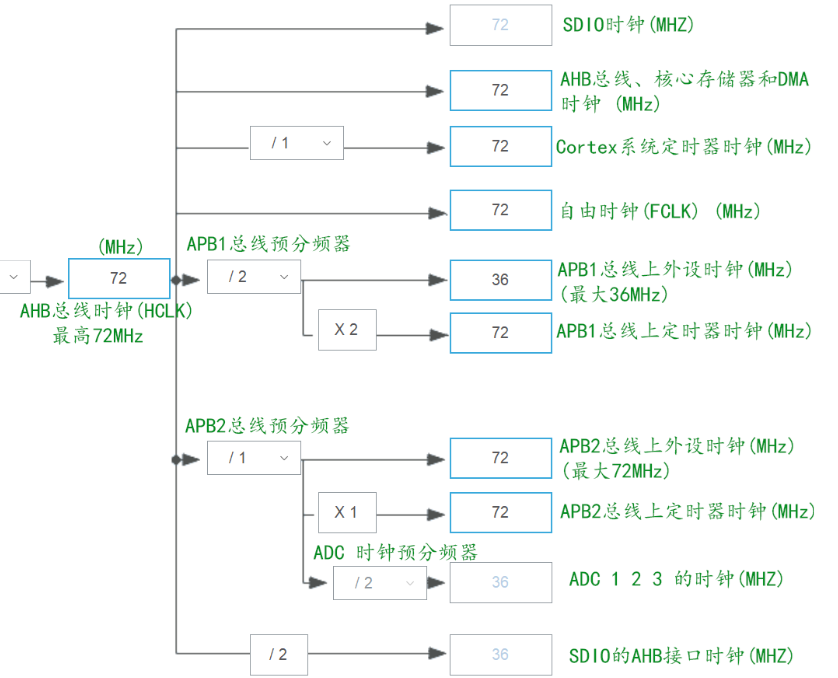 72
SDIO时钟(MHZ)
72
AHB总线、核心存储器和DMA
时钟 (MHz)
/ 1
72
Cortex系统定时器时钟(MHz)
72
自由时钟(FCLK) (MHz)
(MHz)
APB1总线预分频器
72
/ 2
36
APB1总线上外设时钟(MHz)
(最大36MHz)
AHB总线时钟(HCLK)
最高72MHz
X 2
72
APB1总线上定时器时钟(MHz)
APB2总线预分频器
/ 1
72
APB2总线上外设时钟(MHz)
(最大72MHz)
X 1
72
APB2总线上定时器时钟(MHz)
ADC 时钟预分频器
/ 2
36
ADC 1 2 3 的时钟(MHZ)
/ 2
36
SDIO的AHB接口时钟(MHZ)